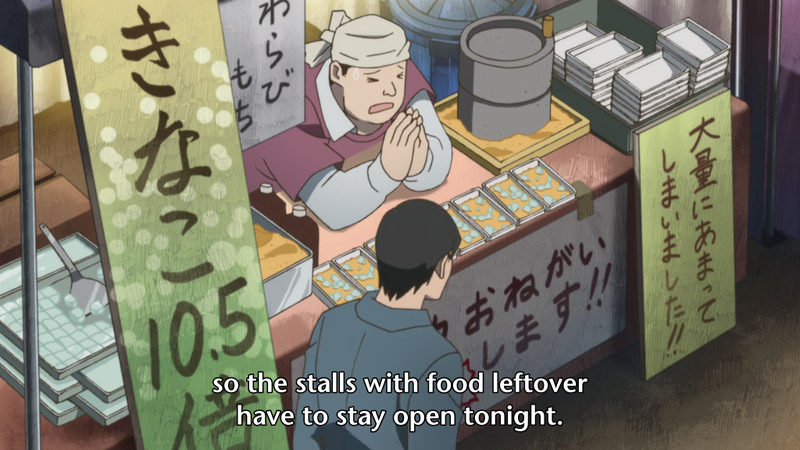 きなこ
10.5
倍
わらび
もち
大量にあまって
しまいました!!
おねがい
します!!
so the stalls with food leftover
have to stay open tonight.